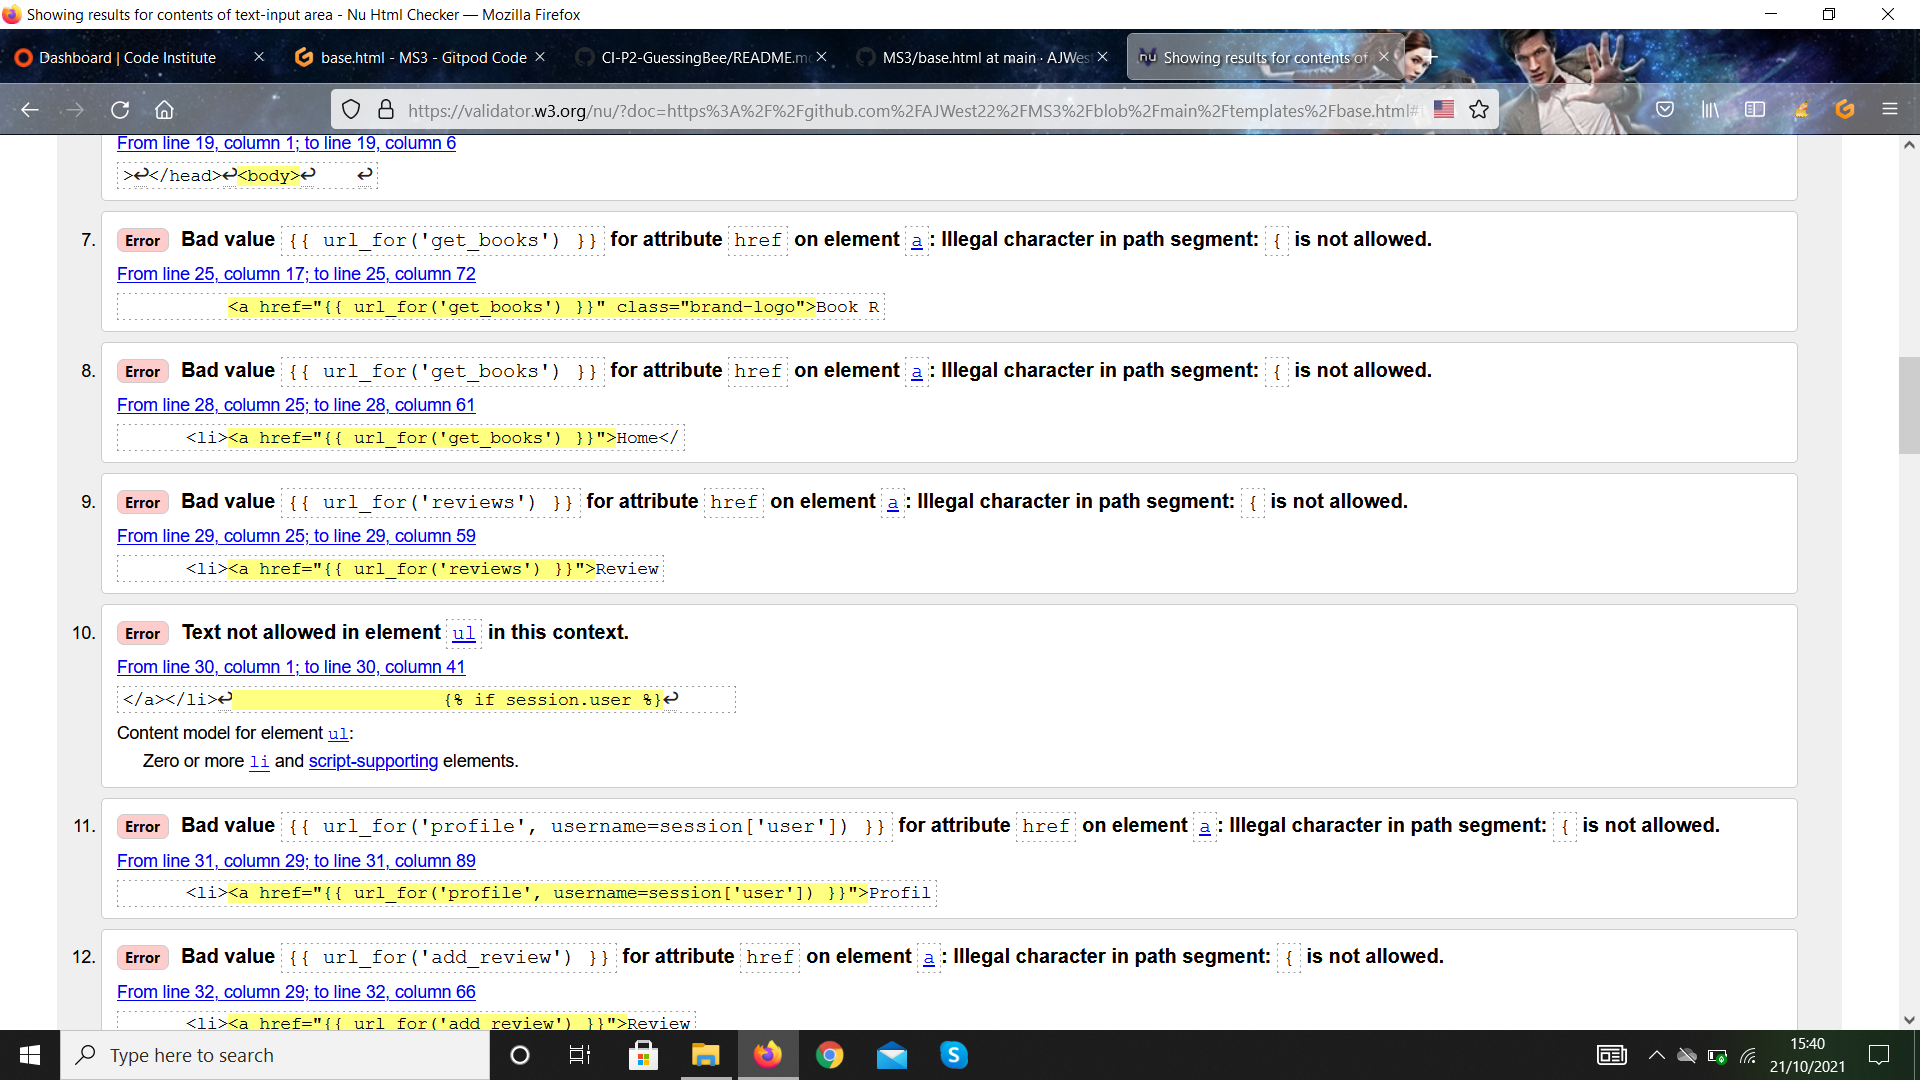 Showing results for contents of text-input area - Nu Html Checker — Mozilla Firefox
Dashboard | Code Institute
base.html - MS3 - Gitpod Code
CI-P2-GuessingBee/README.m
MS3/base.html at main · AJWes
Showing results for contents of
https://validator.w3.org/nu/?doc=https%3A%2F%2Fgithub.com%2FAJWest22%2FMS3%2Fblob%2Fmain%2Ftemplates%2Fbase.html#
From line 19, column 1; to line 19, column 6
>↩</head>↩<body>↩    ↩
7. Error Bad value {{ url_for('get_books') }} for attribute href on element a: Illegal character in path segment: { is not allowed.
From line 25, column 17; to line 25, column 72
<a href="{{ url_for('get_books') }}" class="brand-logo">Book R
8. Error Bad value {{ url_for('get_books') }} for attribute href on element a: Illegal character in path segment: { is not allowed.
From line 28, column 25; to line 28, column 61
<li><a href="{{ url_for('get_books') }}">Home</
9. Error Bad value {{ url_for('reviews') }} for attribute href on element a: Illegal character in path segment: { is not allowed.
From line 29, column 25; to line 29, column 59
<li><a href="{{ url_for('reviews') }}">Review
10. Error Text not allowed in element ul in this context.
From line 30, column 1; to line 30, column 41
</a></li>↩                    {% if session.user %}↩
Content model for element ul:
Zero or more li and script-supporting elements.
11. Error Bad value {{ url_for('profile', username=session['user']) }} for attribute href on element a: Illegal character in path segment: { is not allowed.
From line 31, column 29; to line 31, column 89
<li><a href="{{ url_for('profile', username=session['user']) }}">Profil
12. Error Bad value {{ url_for('add_review') }} for attribute href on element a: Illegal character in path segment: { is not allowed.
From line 32, column 29; to line 32, column 66
<li><a href="{{ url_for('add_review') }}">Review
Type here to search
15:40
21/10/2021